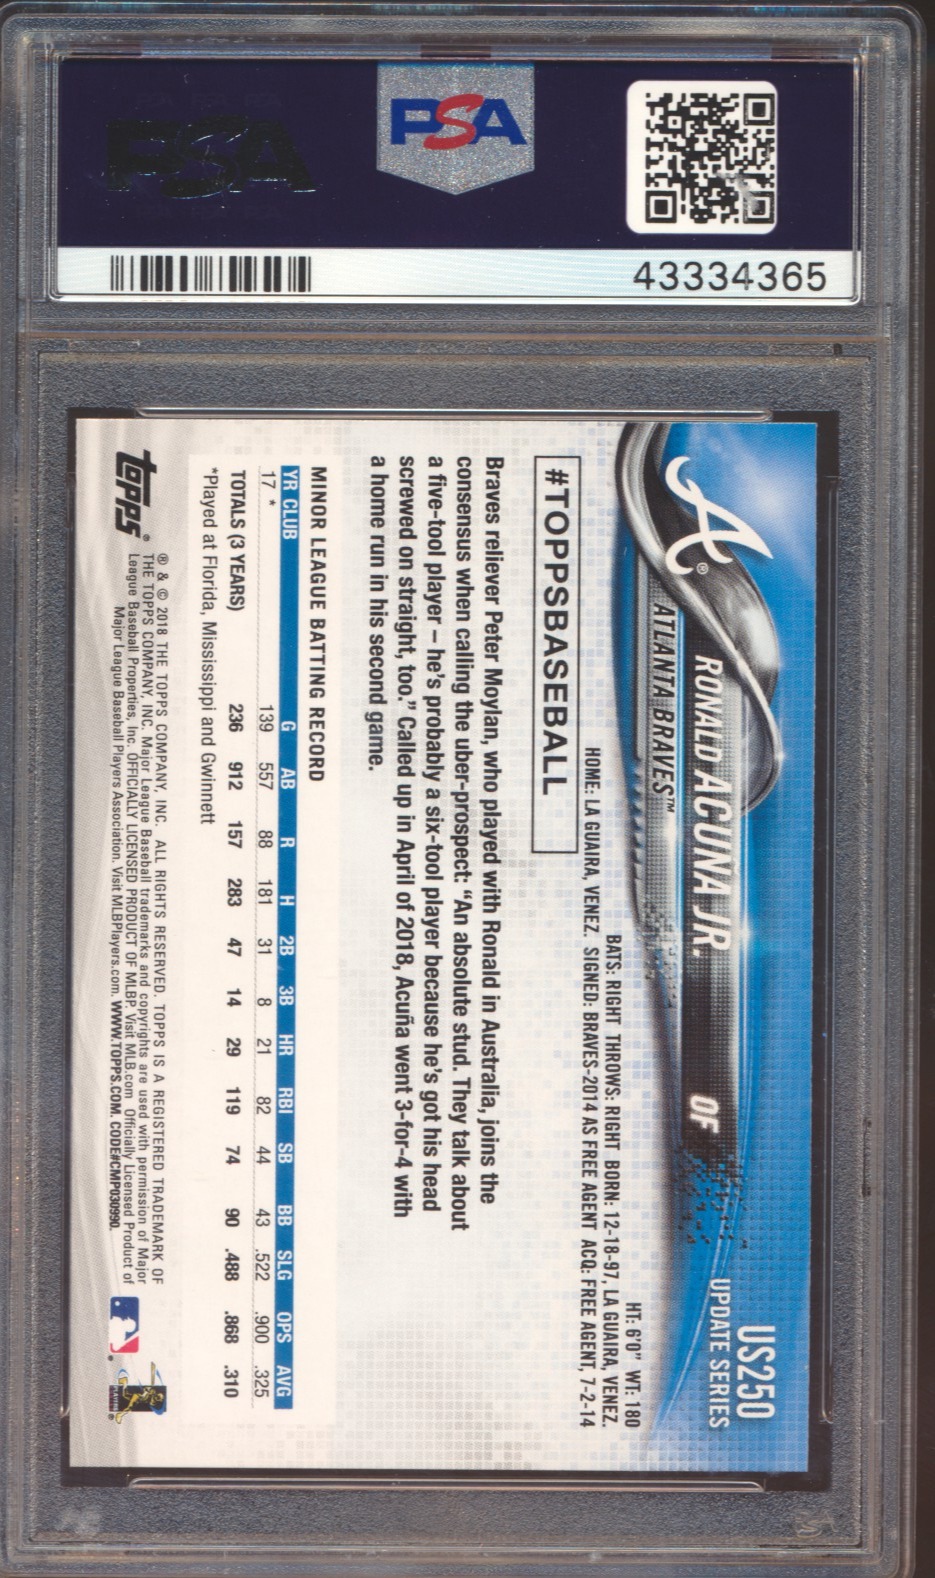 PSA
PSA
43334365
US250
UPDATE SERIES
A®
RONALD ACUÑA JR.
OF
ATLANTA BRAVES™
HT: 6'0" WT: 180
BATS: RIGHT THROWS: RIGHT BORN: 12-18-97, LA GUAIRA, VENEZ.
HOME: LA GUAIRA, VENEZ. SIGNED: BRAVES-2014 AS FREE AGENT ACQ: FREE AGENT, 7-2-14
#TOPPSBASEBALL
Braves reliever Peter Moylan, who played with Ronald in Australia, joins the
consensus when calling the uber-prospect: “An absolute stud. They talk about
a five-tool player – he's probably a six-tool player because he's got his head
screwed on straight, too.” Called up in April of 2018, Acuña went 3-for-4 with
a home run in his second game.
MINOR LEAGUE BATTING RECORD
YR CLUB G AB R H 2B 3B HR RBI SB BB SLG OPS AVG
17 * 139 557 88 181 31 8 21 82 44 43 .522 .900 .325
TOTALS (3 YEARS) 236 912 157 283 47 14 29 119 74 90 .488 .868 .310
*Played at Florida, Mississippi and Gwinnett
topps®
® & © 2018 THE TOPPS COMPANY, INC. ALL RIGHTS RESERVED. TOPPS IS A REGISTERED TRADEMARK OF
THE TOPPS COMPANY, INC. Major League Baseball trademarks and copyrights are used with permission of Major
League Baseball Properties, Inc. OFFICIALLY LICENSED PRODUCT OF MLBP. Visit MLB.com Officially Licensed Product of
Major League Baseball Players Association. Visit MLBPlayers.com. WWW.TOPPS.COM. CODE#CMP030990.